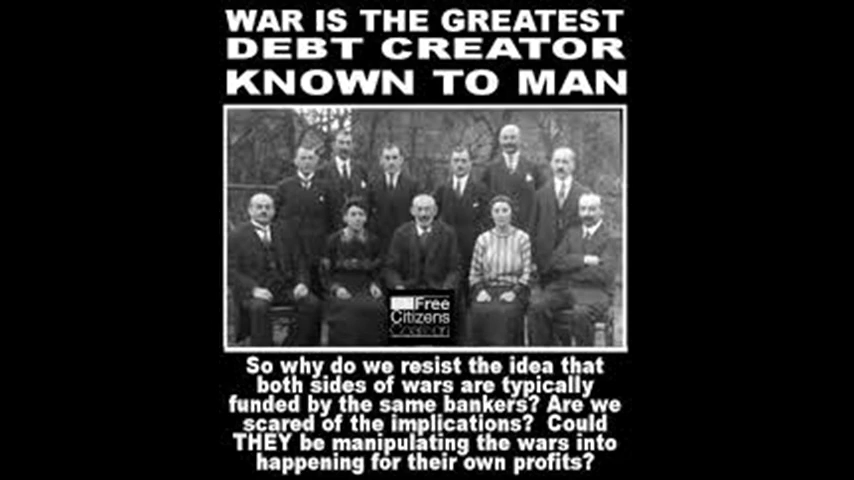 WAR IS THE GREATEST
DEBT CREATOR
KNOWN TO MAN
Free
Citizens
Coalition
So why do we resist the idea that
both sides of wars are typically
funded by the same bankers? Are we
scared of the implications? Could
THEY be manipulating the wars into
happening for their own profits?